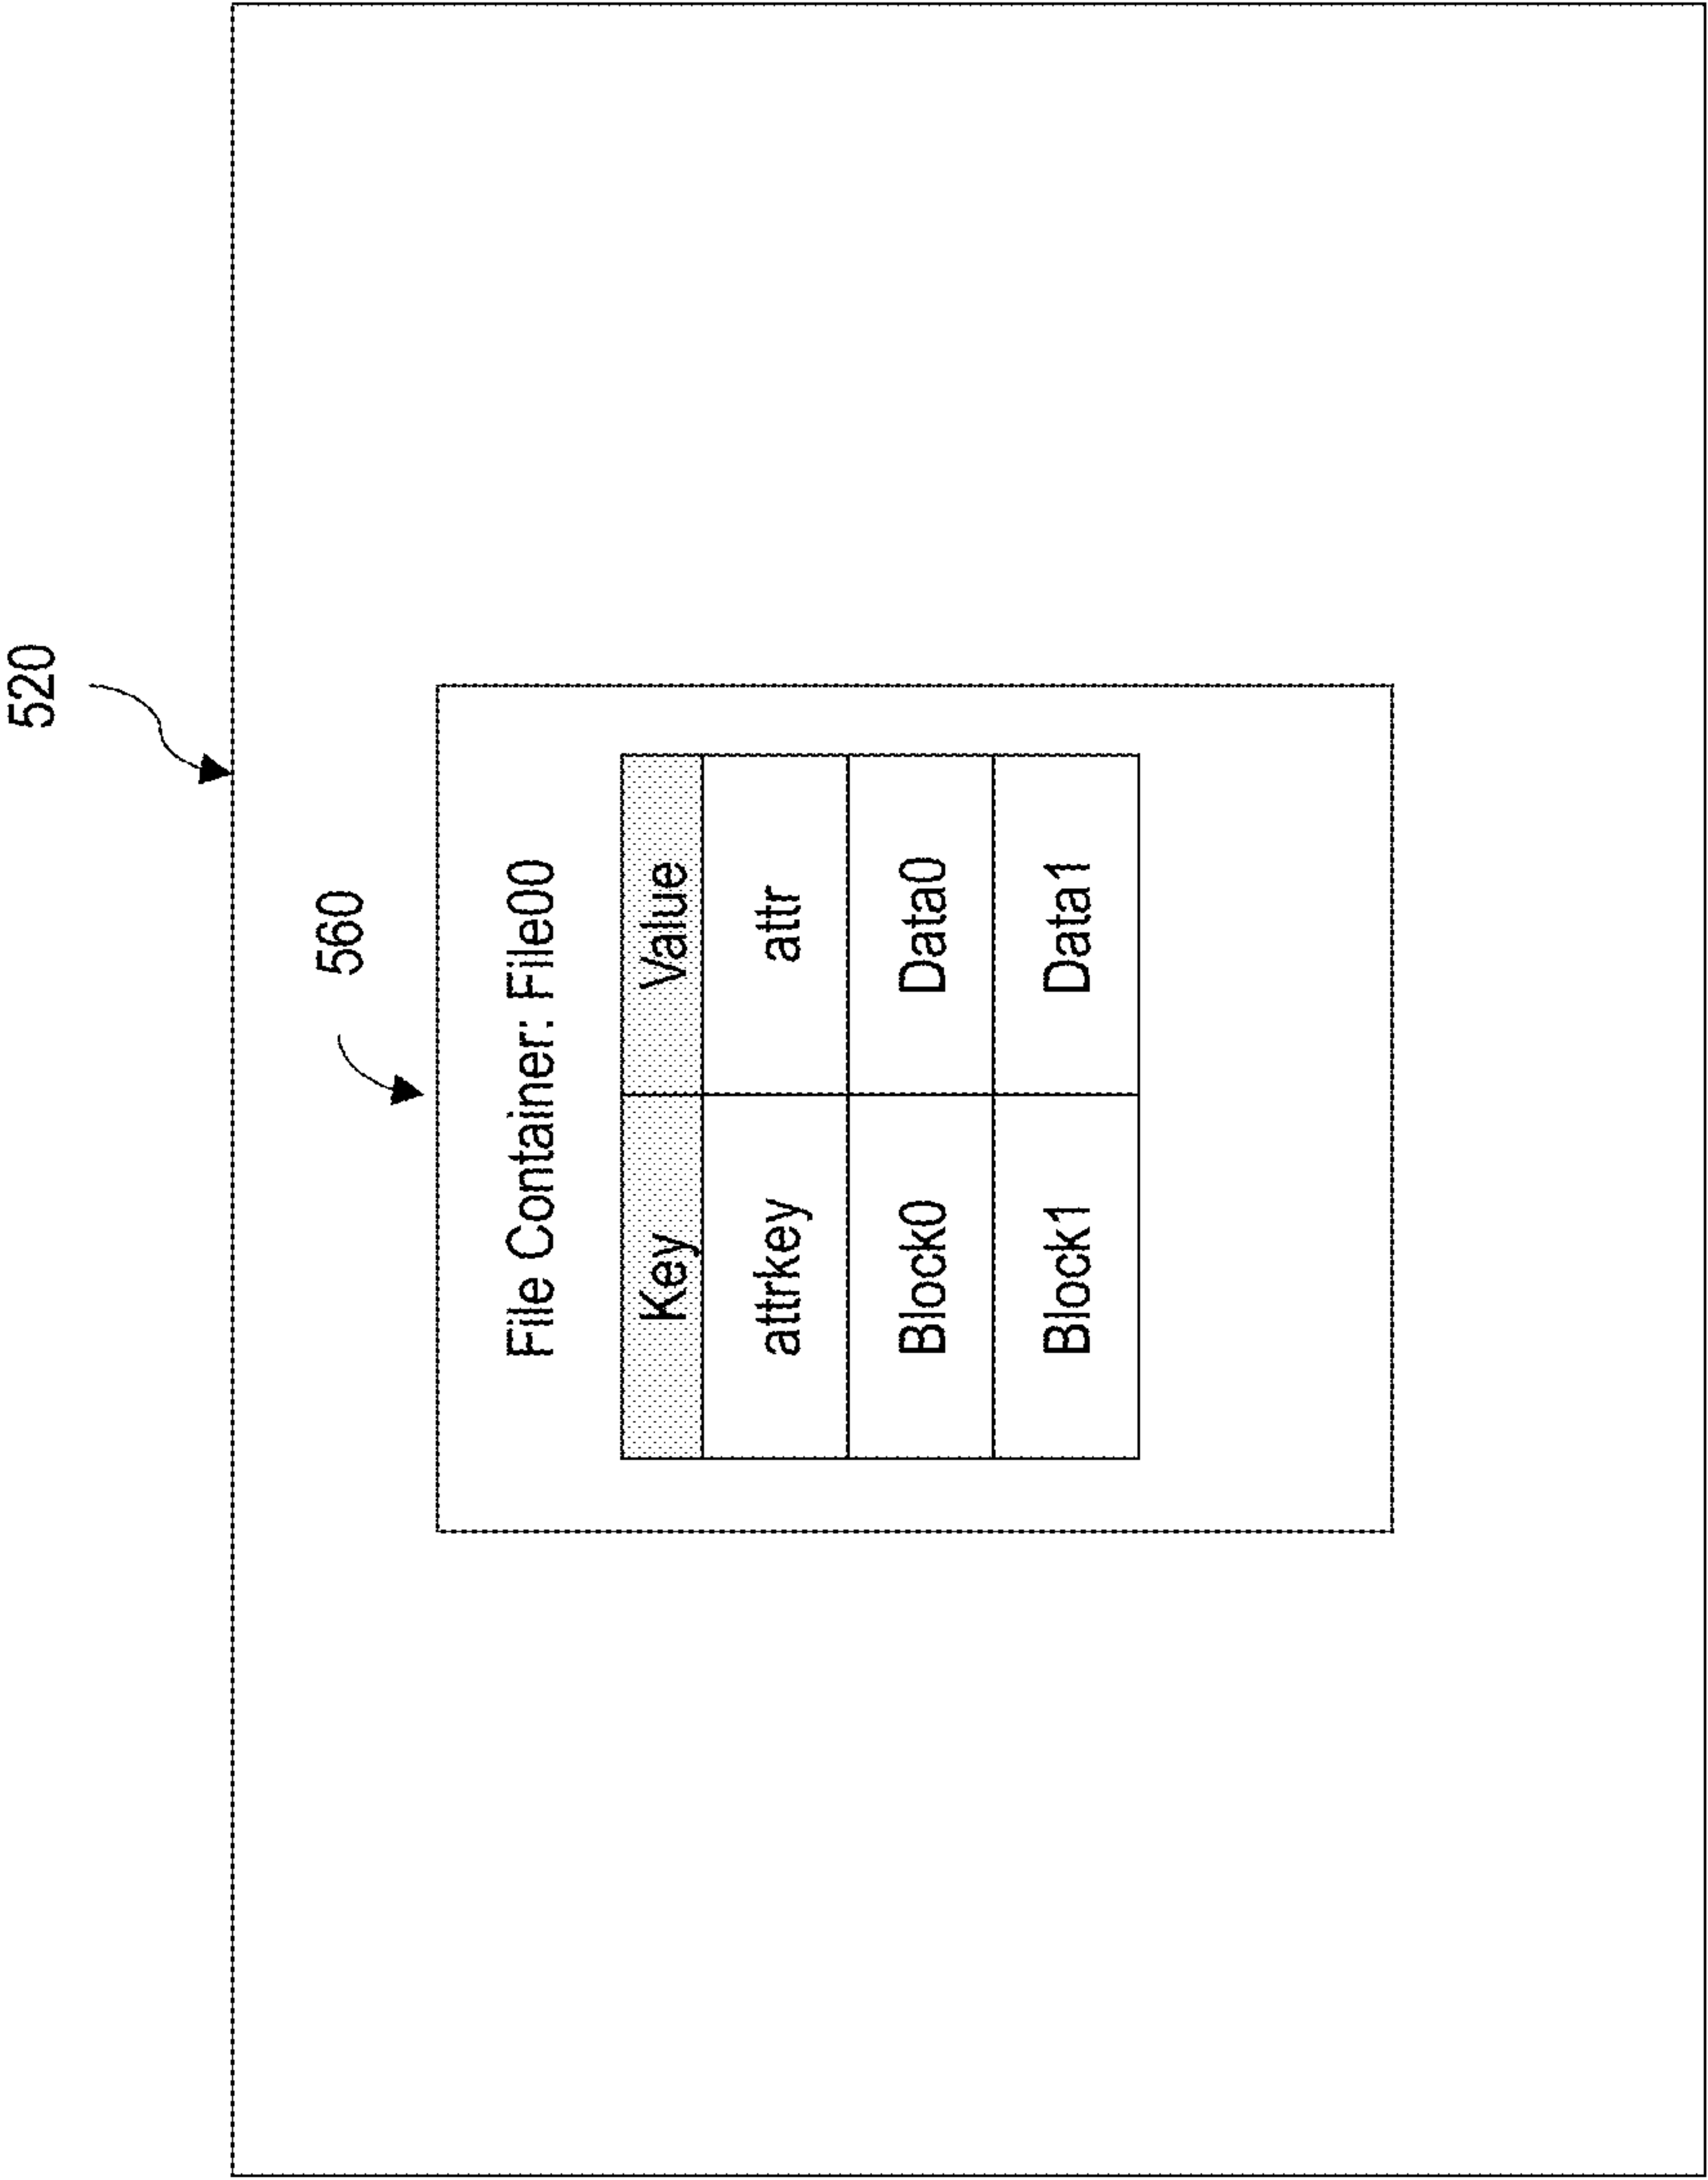 520
560
File Container: File00
Key Value
attrkey attr
Block0 Data0
Block1 Data1